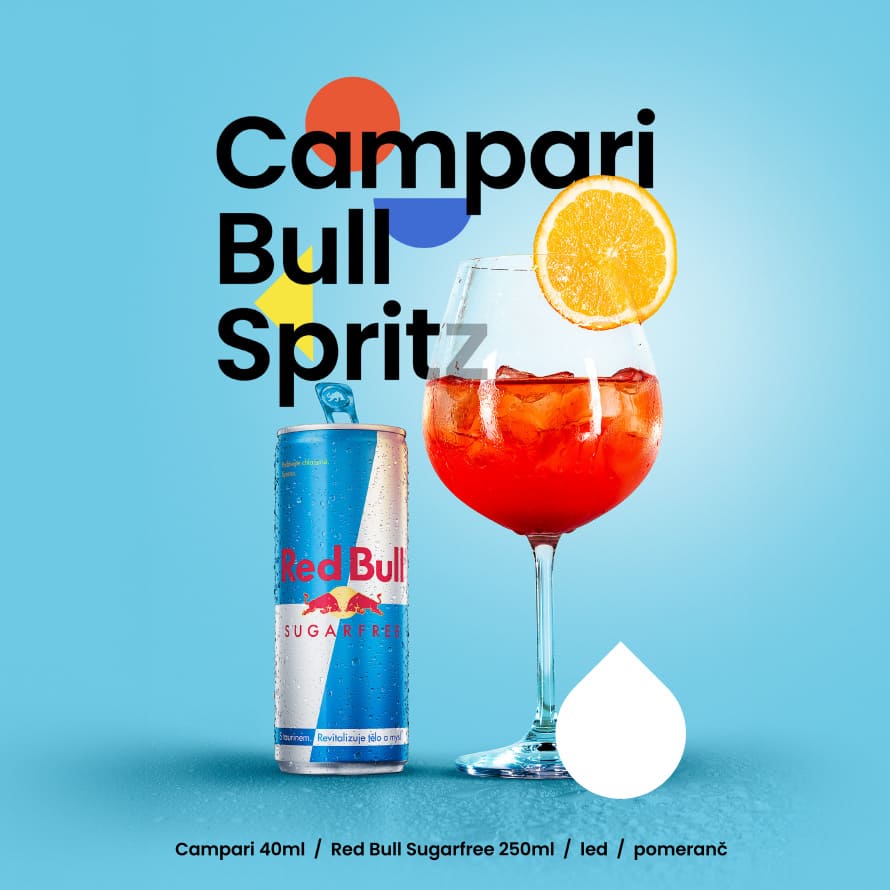 Campari
Bull
Spritz
Red Bull
SUGARFREE
S taurinem. Revitalizuje tělo a mysl
Campari 40ml / Red Bull Sugarfree 250ml / led / pomeranč